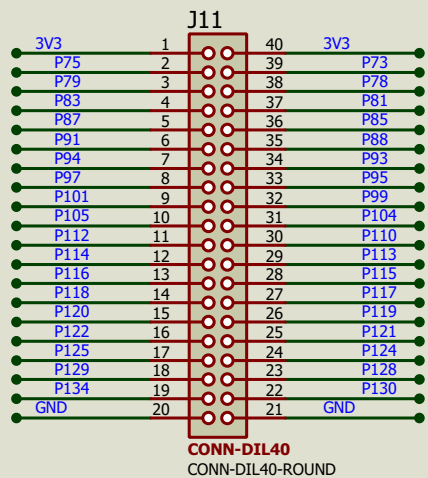 J11
3V3 1 40 3V3
P75 2 39 P73
P79 3 38 P78
P83 4 37 P81
P87 5 36 P85
P91 6 35 P88
P94 7 34 P93
P97 8 33 P95
P101 9 32 P99
P105 10 31 P104
P112 11 30 P110
P114 12 29 P113
P116 13 28 P115
P118 14 27 P117
P120 15 26 P119
P122 16 25 P121
P125 17 24 P124
P129 18 23 P128
P134 19 22 P130
GND 20 21 GND
CONN-DIL40
CONN-DIL40-ROUND